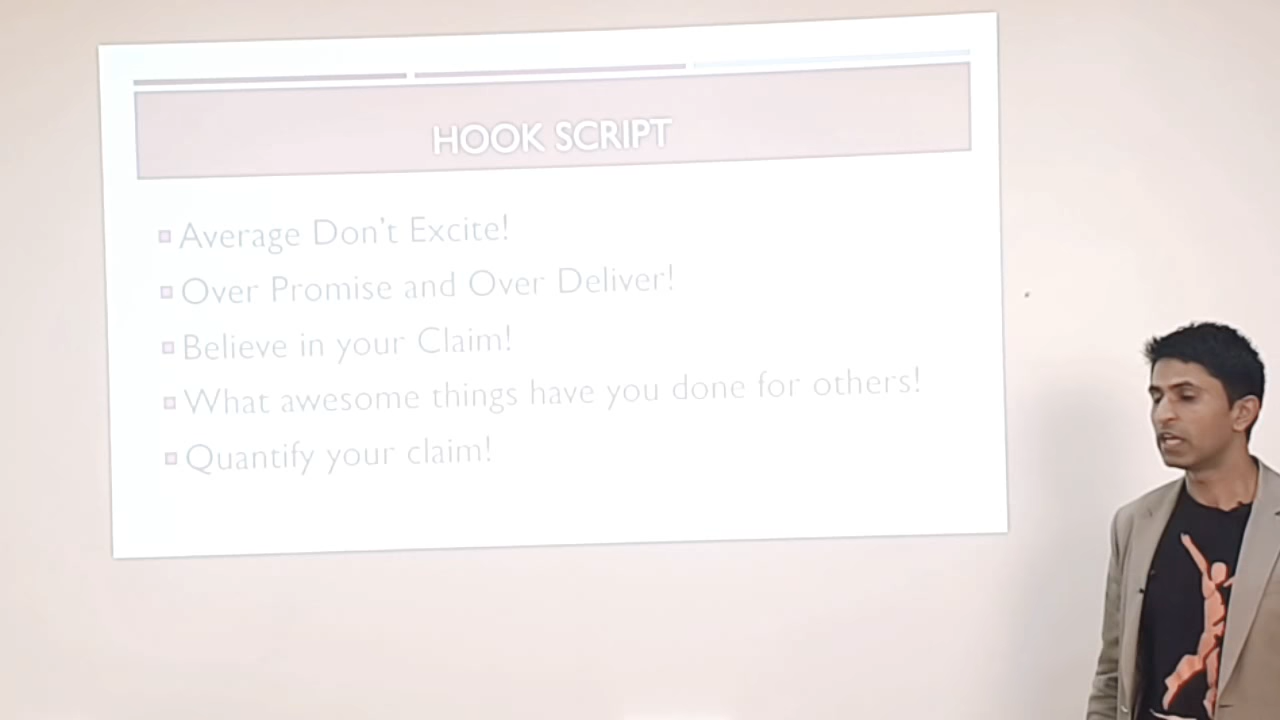 HOOK SCRIPT
Average Don't Excite!
Over Promise and Over Deliver!
Believe in your Claim!
What awesome things have you done for others!
Quantify your claim!